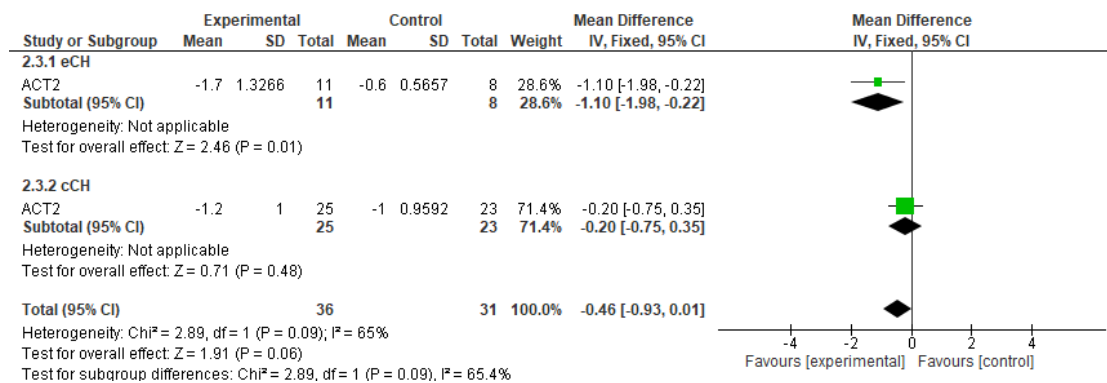 Experimental Control Mean Difference Mean Difference
Study or Subgroup Mean SD Total Mean SD Total Weight IV, Fixed, 95% CI IV, Fixed, 95% CI
2.3.1 eCH
ACT2 -1.7 1.3266 11 -0.6 0.5657 8 28.6% -1.10 [-1.98, -0.22]
Subtotal (95% CI) 11 8 28.6% -1.10 [-1.98, -0.22]
Heterogeneity: Not applicable
Test for overall effect: Z = 2.46 (P = 0.01)
2.3.2 cCH
ACT2 -1.2 1 25 -1 0.9592 23 71.4% -0.20 [-0.75, 0.35]
Subtotal (95% CI) 25 23 71.4% -0.20 [-0.75, 0.35]
Heterogeneity: Not applicable
Test for overall effect: Z = 0.71 (P = 0.48)
Total (95% CI) 36 31 100.0% -0.46 [-0.93, 0.01]
Heterogeneity: Chi² = 2.89, df = 1 (P = 0.09); I² = 65%
Test for overall effect: Z = 1.91 (P = 0.06)
Test for subgroup differences: Chi² = 2.89, df = 1 (P = 0.09), I² = 65.4%
-4 -2 0 2 4
Favours [experimental] Favours [control]